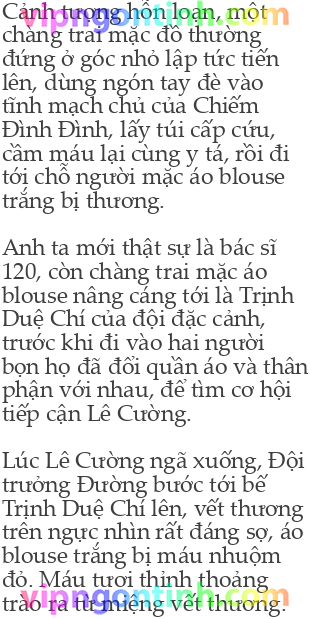 Cảnh tượng hỗn loạn, một
chàng trai mặc đồ thường
đứng ở góc nhỏ lập tức tiến
lên, dùng ngón tay đè vào
tĩnh mạch chủ của Chiếm
Đình Đình, lấy túi cấp cứu,
cầm máu lại cùng y tá, rồi đi
tới chỗ người mặc áo blouse
trắng bị thương.
Anh ta mới thật sự là bác sĩ
120, còn chàng trai mặc áo
blouse nâng cáng tới là Trịnh
Duệ Chí của đội đặc cảnh,
trước khi đi vào hai người
bọn họ đã đổi quần áo và thân
phận với nhau, để tìm cơ hội
tiếp cận Lê Cường.
Lúc Lê Cường ngã xuống, Đội
trưởng Đường bước tới bế
Trịnh Duệ Chí lên, vết thương
trên ngực nhìn rất đáng sợ, áo
blouse trắng bị máu nhuộm
đỏ. Máu tươi thỉnh thoảng
trào ra từ miệng vết thương.
vipngontinh.com
vipngontinh.com